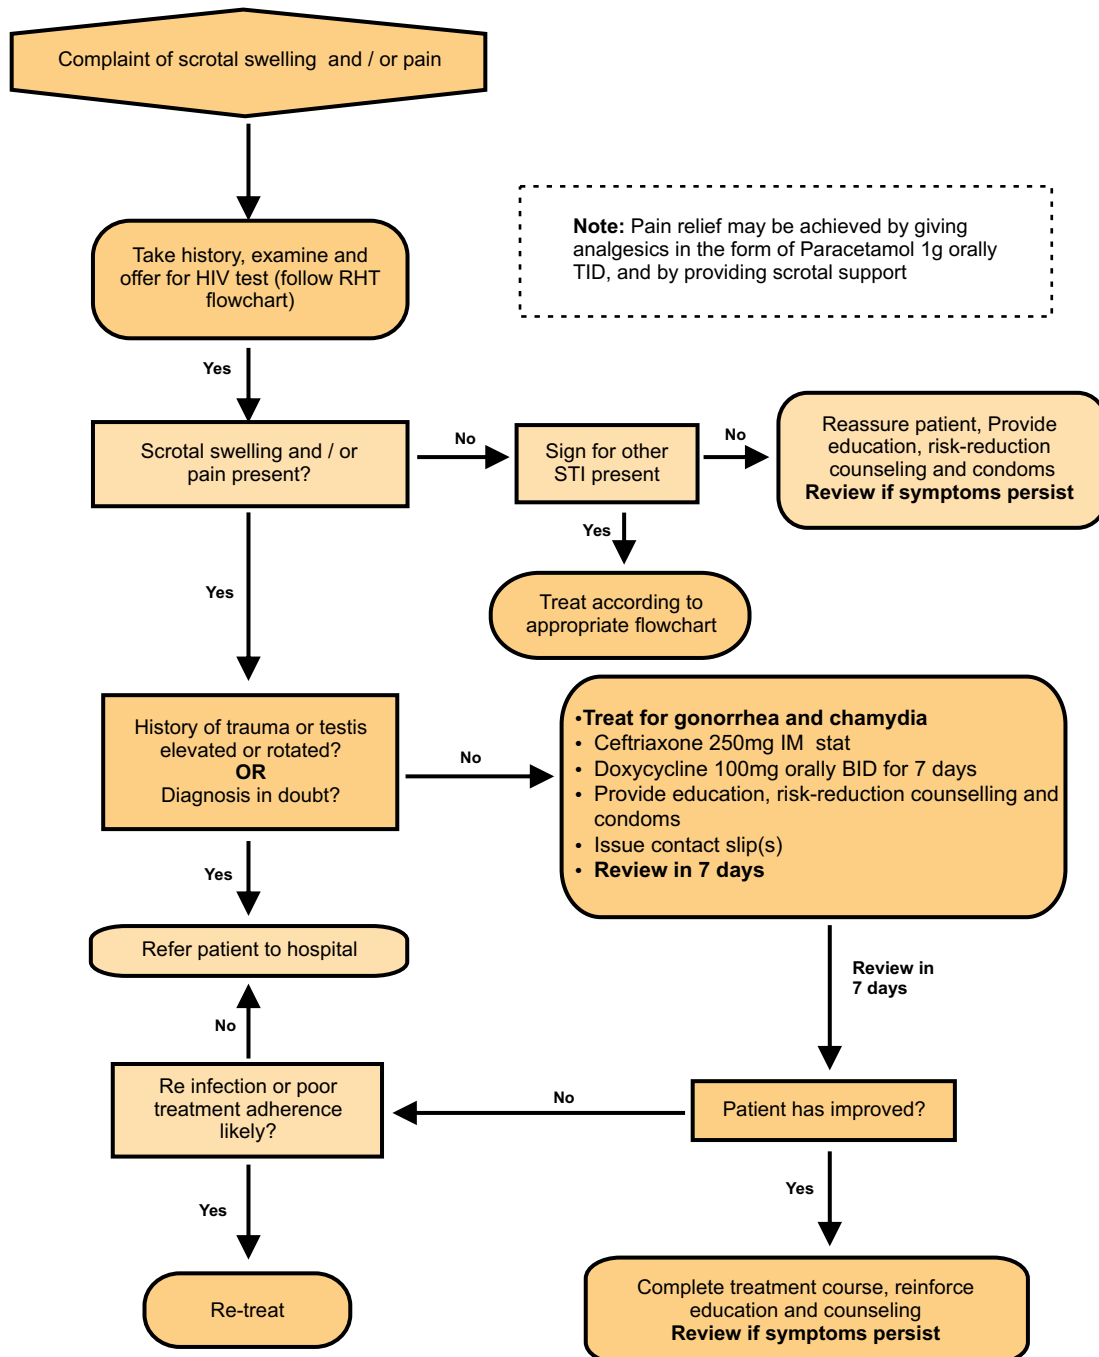 Complaint of scrotal swelling and / or pain
Note: Pain relief may be achieved by giving
analgesics in the form of Paracetamol 1g orally
TID, and by providing scrotal support
Take history, examine and
offer for HIV test (follow RHT
flowchart)
Yes
Scrotal swelling and / or
pain present?
No
Sign for other
STI present
No
Reassure patient, Provide
education, risk-reduction
counseling and condoms
Review if symptoms persist
Yes
Treat according to
appropriate flowchart
Yes
History of trauma or testis
elevated or rotated?
OR
Diagnosis in doubt?
No
•Treat for gonorrhea and chamydia
• Ceftriaxone 250mg IM stat
• Doxycycline 100mg orally BID for 7 days
• Provide education, risk-reduction counselling and
condoms
• Issue contact slip(s)
• Review in 7 days
Yes
Refer patient to hospital
Review in
7 days
No
Re infection or poor
treatment adherence
likely?
No
Patient has improved?
Yes
Re-treat
Yes
Complete treatment course, reinforce
education and counseling
Review if symptoms persist